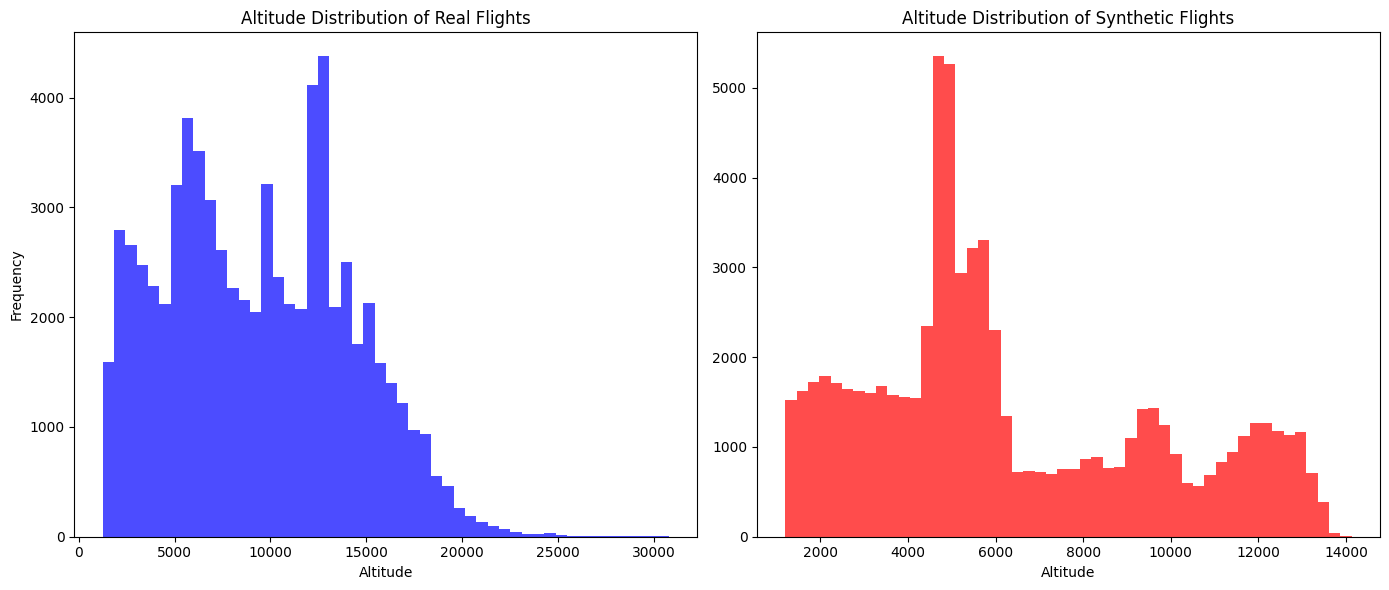 Altitude Distribution of Real Flights
Frequency
4000
3000
2000
1000
0
0 5000 10000 15000 20000 25000 30000
Altitude
Altitude Distribution of Synthetic Flights
5000
4000
3000
2000
1000
0
2000 4000 6000 8000 10000 12000 14000
Altitude